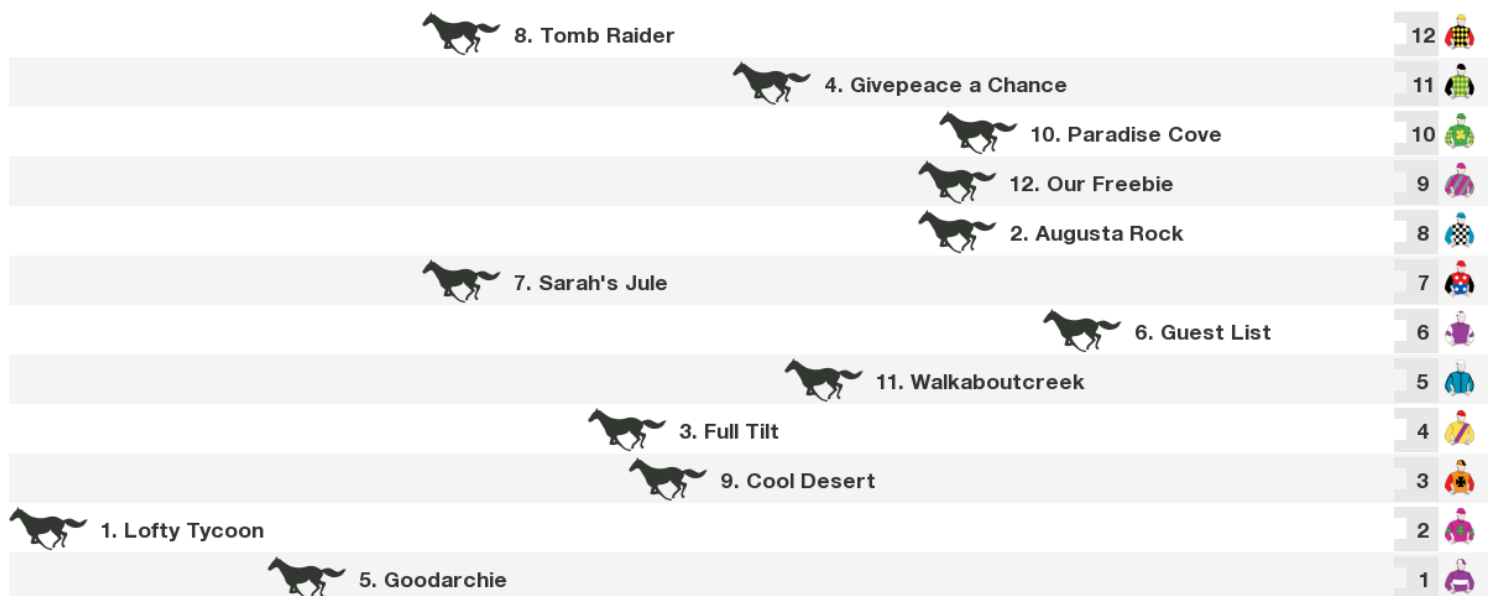 8. Tomb Raider 12
4. Givepeace a Chance 11
10. Paradise Cove 10
12. Our Freebie 9
2. Augusta Rock 8
7. Sarah's Jule 7
6. Guest List 6
11. Walkaboutcreek 5
3. Full Tilt 4
9. Cool Desert 3
1. Lofty Tycoon 2
5. Goodarchie 1